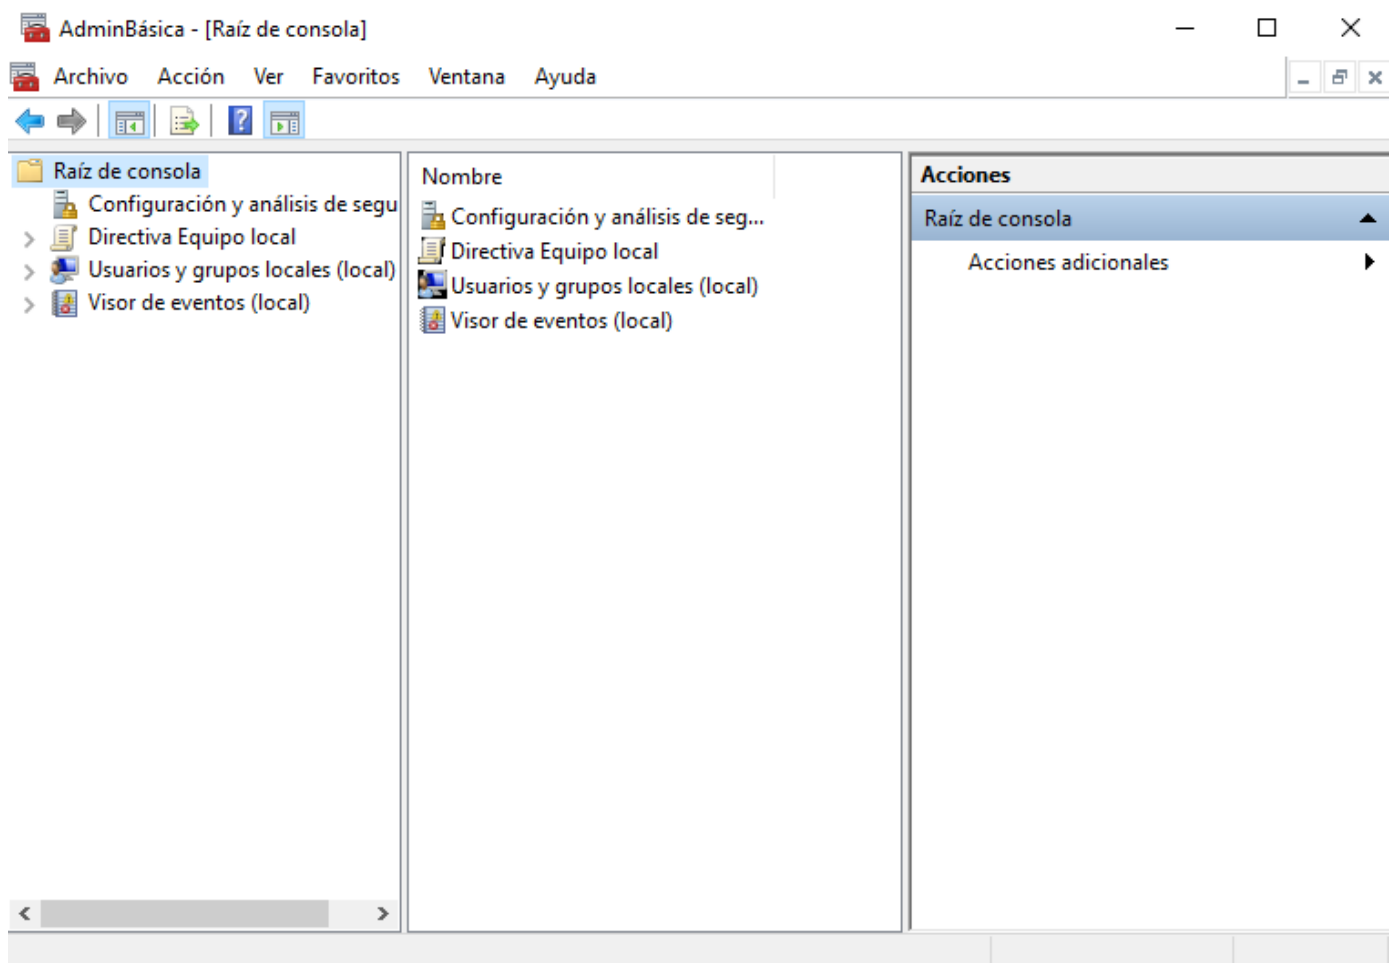 AdminBásica - [Raíz de consola]
Archivo Acción Ver Favoritos Ventana Ayuda
Raíz de consola
Configuración y análisis de segu
Directiva Equipo local
Usuarios y grupos locales (local)
Visor de eventos (local)
Nombre
Configuración y análisis de seg...
Directiva Equipo local
Usuarios y grupos locales (local)
Visor de eventos (local)
Acciones
Raíz de consola
Acciones adicionales